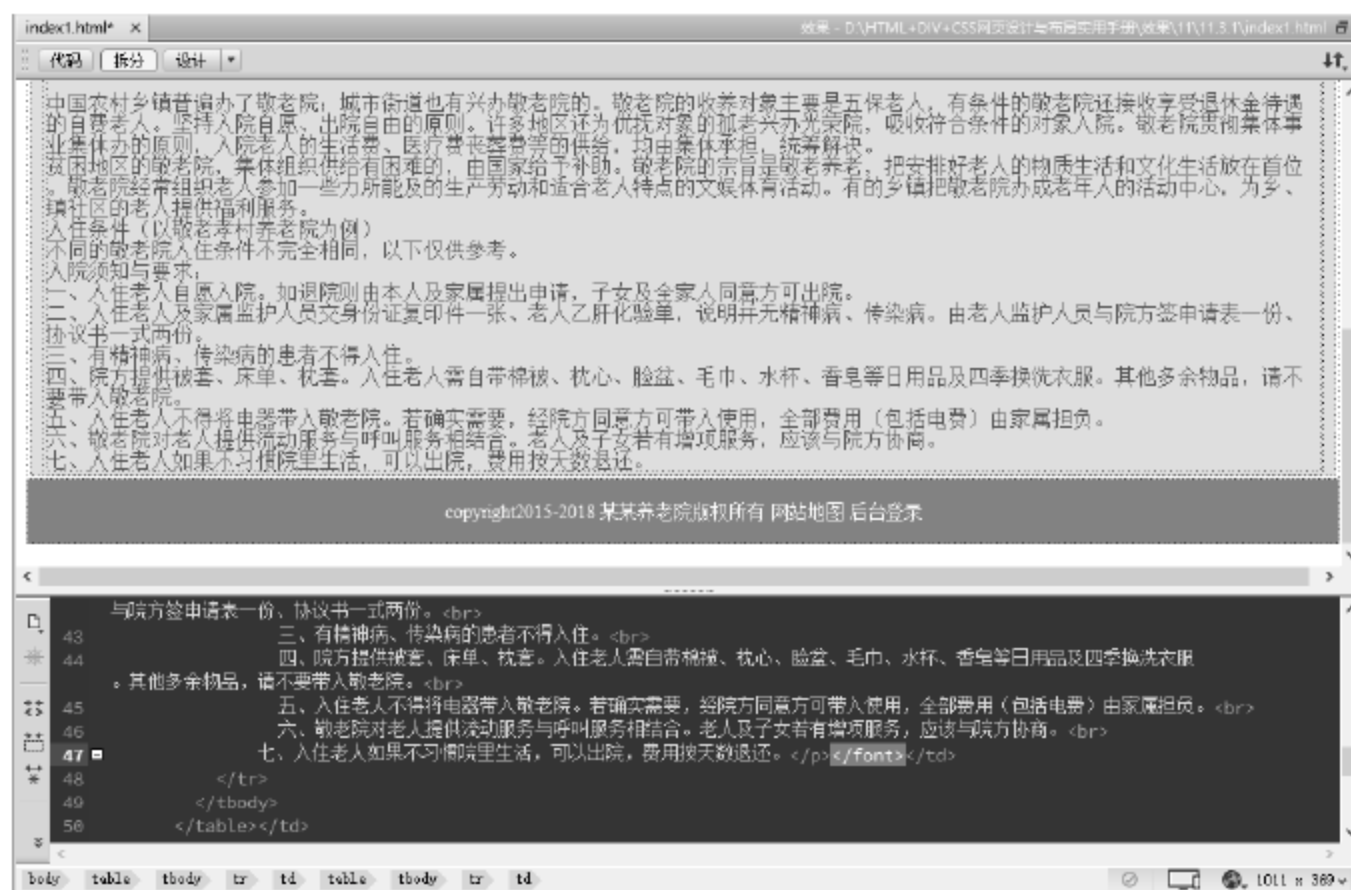 index1.html* ×
效果 - D:\HTML+DIV+CSS网页设计与布局实用手册\效果\11\11.3.1\index1.html
代码 拆分 设计
中国农村乡镇普遍办了敬老院，城市街道也有兴办敬老院的。敬老院的收养对象主要是五保老人，有条件的敬老院还接收享受退休金待遇
的自费老人。坚持入院自愿、出院自由的原则。许多地区还为优抚对象的孤老兴办光荣院，吸收符合条件的对象入院。敬老院贯彻集体事
业集体办的原则，入院老人的生活费、医疗费丧葬费等的供给，均由集体承担，统筹解决。
贫困地区的敬老院，集体组织供给有困难的，由国家给予补助。敬老院的宗旨是敬老养老，把安排好老人的物质生活和文化生活放在首位
。敬老院经常组织老人参加一些力所能及的生产劳动和适合老人特点的文娱体育活动。有的乡镇把敬老院办成老年人的活动中心，为乡、
镇社区的老人提供福利服务。
入住条件（以敬老孝村养老院为例）
不同的敬老院入住条件不完全相同，以下仅供参考。
入院须知与要求：
一、入住老人自愿入院。如退院则由本人及家属提出申请，子女及全家人同意方可出院。
二、入住老人及家属监护人员交身份证复印件一张、老人乙肝化验单，说明并无精神病、传染病。由老人监护人员与院方签申请表一份、
协议书一式两份。
三、有精神病、传染病的患者不得入住。
四、院方提供被套、床单、枕套。入住老人需自带棉被、枕心、脸盆、毛巾、水杯、香皂等日用品及四季换洗衣服。其他多余物品，请不
要带入敬老院。
五、入住老人不得将电器带入敬老院。若确实需要，经院方同意方可带入使用，全部费用（包括电费）由家属担负。
六、敬老院对老人提供流动服务与呼叫服务相结合。老人及子女若有增项服务，应该与院方协商。
七、入住老人如果不习惯院里生活，可以出院，费用按天数退还。
copyright2015-2018 某某养老院版权所有 网站地图 后台登录
与院方签申请表一份、协议书一式两份。<br>
43 三、有精神病、传染病的患者不得入住。<br>
44 四、院方提供被套、床单、枕套。入住老人需自带棉被、枕心、脸盆、毛巾、水杯、香皂等日用品及四季换洗衣服
。其他多余物品，请不要带入敬老院。<br>
45 五、入住老人不得将电器带入敬老院。若确实需要，经院方同意方可带入使用，全部费用（包括电费）由家属担负。<br>
46 六、敬老院对老人提供流动服务与呼叫服务相结合。老人及子女若有增项服务，应该与院方协商。<br>
47 七、入住老人如果不习惯院里生活，可以出院，费用按天数退还。</p></font></td>
48 </tr>
49 </tbody>
50 </table></td>
body table tbody tr td table tbody tr td
1011 x 369